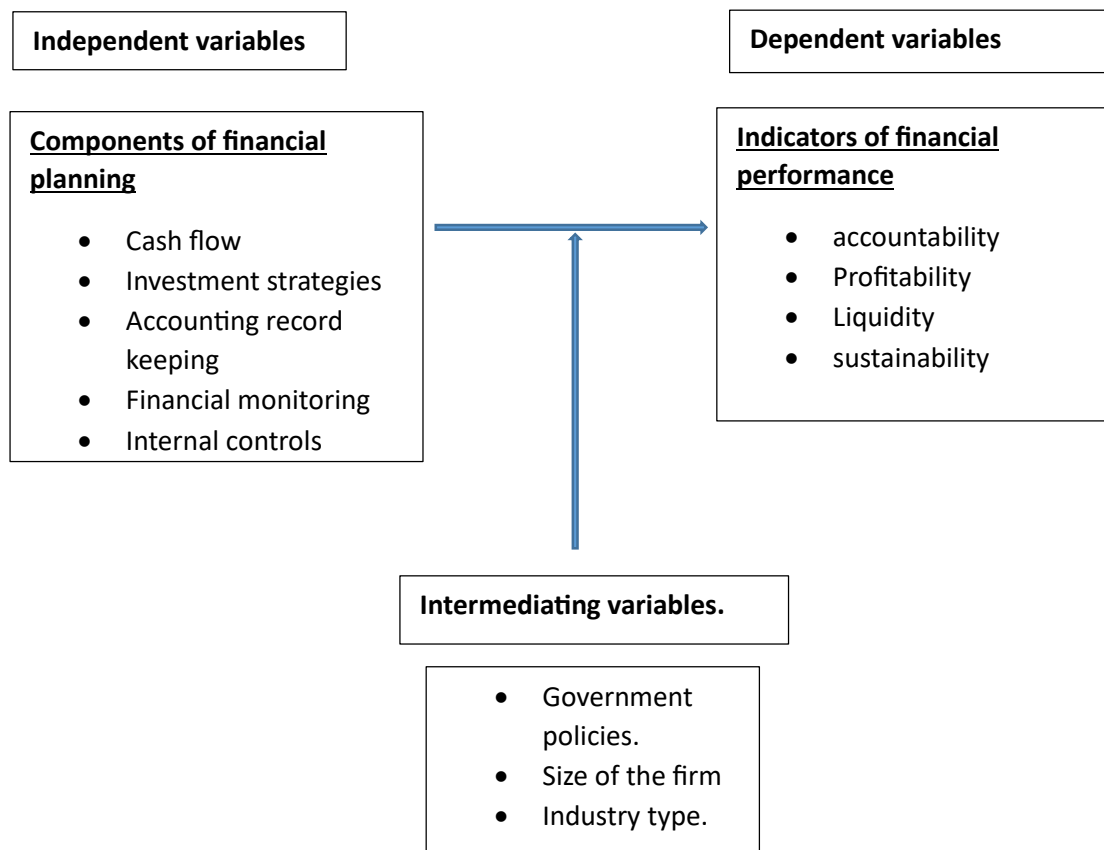 Independent variables
Dependent variables
Components of financial
planning
• Cash flow
• Investment strategies
• Accounting record
keeping
• Financial monitoring
• Internal controls
Indicators of financial
performance
• accountability
• Profitability
• Liquidity
• sustainability
Intermediating variables.
• Government
policies.
• Size of the firm
• Industry type.